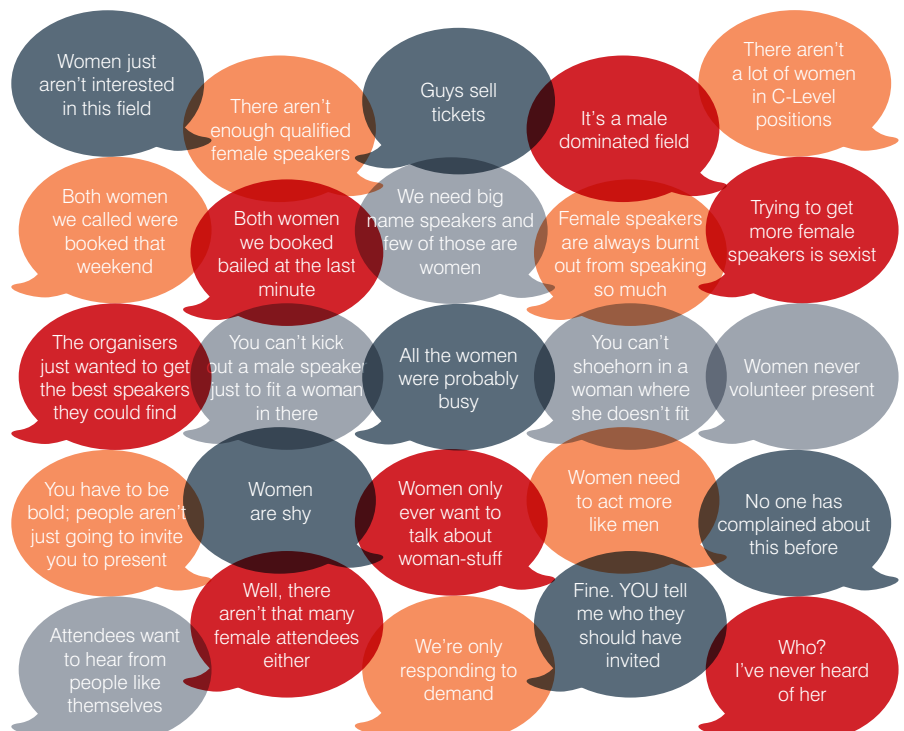 Women just
aren't interested
in this field
There aren't
enough qualified
female speakers
Guys sell
tickets
It's a male
dominated field
There aren't
a lot of women
in C-Level
positions
Both women
we called were
booked that
weekend
Both women
we booked
bailed at the last
minute
We need big
name speakers and
few of those are
women
Female speakers
are always burnt
out from speaking
so much
Trying to get
more female
speakers is sexist
The organisers
just wanted to get
the best speakers
they could find
You can't kick
out a male speaker
just to fit a woman
in there
All the women
were probably
busy
You can't
shoehorn in a
woman where
she doesn't fit
Women never
volunteer present
You have to be
bold; people aren't
just going to invite
you to present
Women
are shy
Women only
ever want to
talk about
woman-stuff
Women need
to act more
like men
No one has
complained about
this before
Attendees want
to hear from
people like
themselves
Well, there
aren't that many
female attendees
either
We're only
responding to
demand
Fine. YOU tell
me who they
should have
invited
Who?
I've never heard
of her